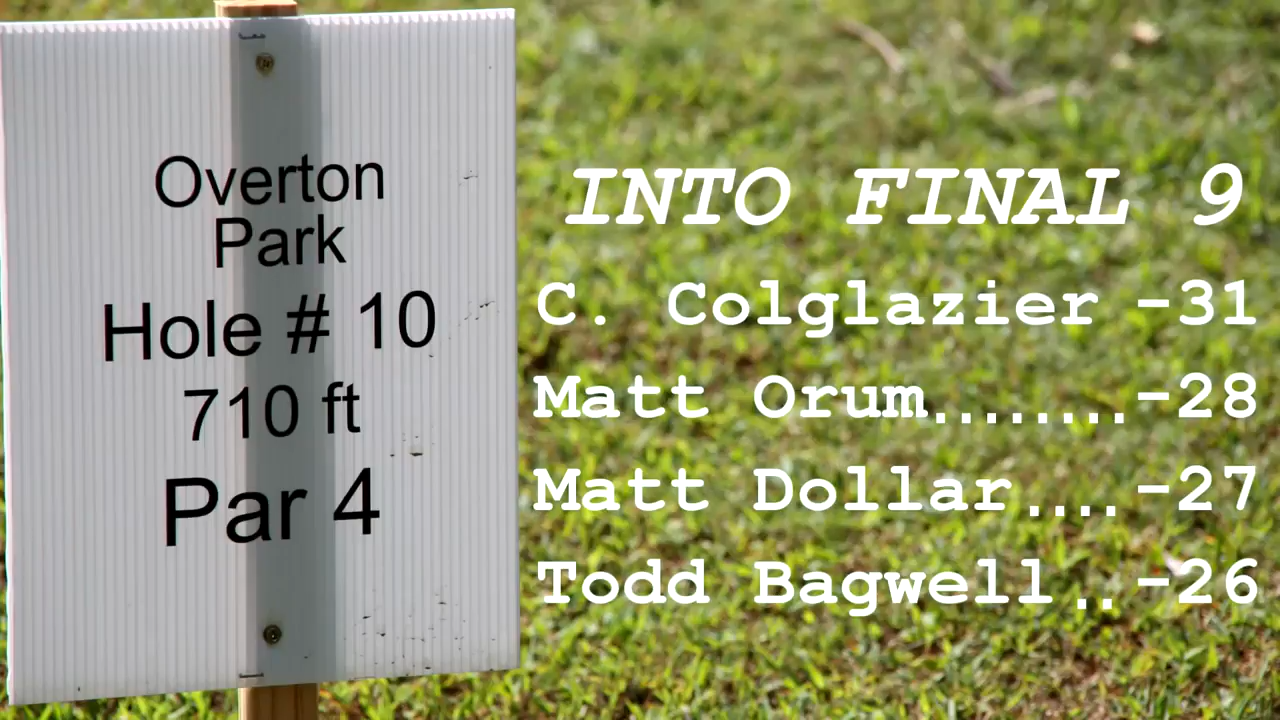 Overton
Park
Hole # 10
710 ft
Par 4
INTO FINAL 9
C. Colglazier -31
Matt Orum........-28
Matt Dollar.... -27
Todd Bagwell ..-26